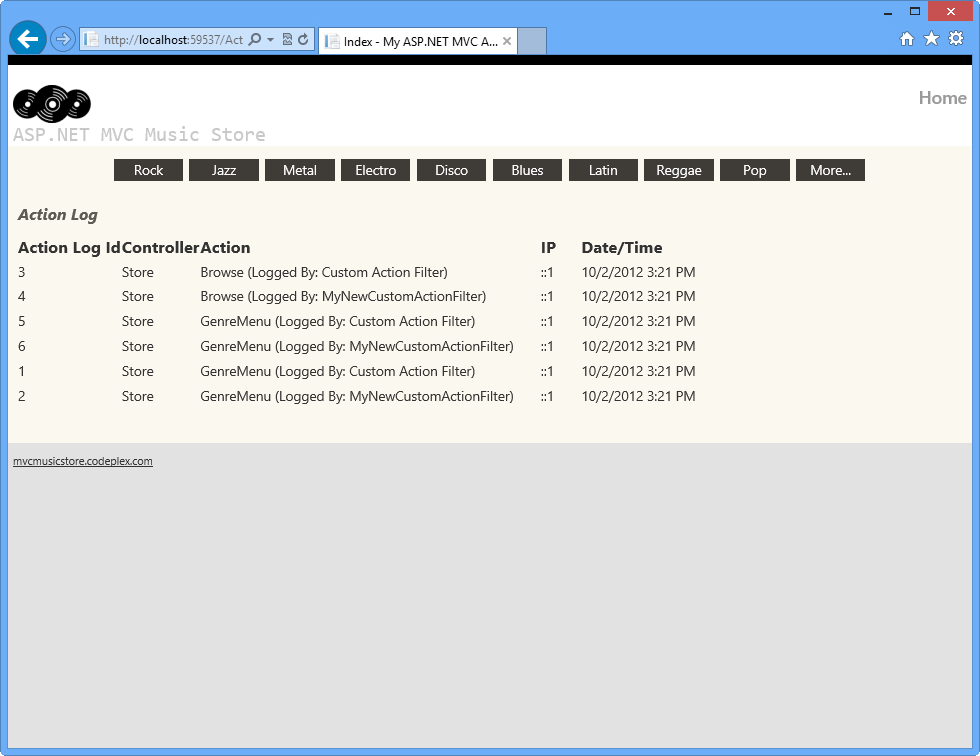 http://localhost:59537/Act
Index - My ASP.NET MVC A...
Home
ASP.NET MVC Music Store
Rock Jazz Metal Electro Disco Blues Latin Reggae Pop More...
Action Log
Action Log Id Controller Action IP Date/Time
3 Store Browse (Logged By: Custom Action Filter) ::1 10/2/2012 3:21 PM
4 Store Browse (Logged By: MyNewCustomActionFilter) ::1 10/2/2012 3:21 PM
5 Store GenreMenu (Logged By: Custom Action Filter) ::1 10/2/2012 3:21 PM
6 Store GenreMenu (Logged By: MyNewCustomActionFilter) ::1 10/2/2012 3:21 PM
1 Store GenreMenu (Logged By: Custom Action Filter) ::1 10/2/2012 3:21 PM
2 Store GenreMenu (Logged By: MyNewCustomActionFilter) ::1 10/2/2012 3:21 PM
mvcmusicstore.codeplex.com